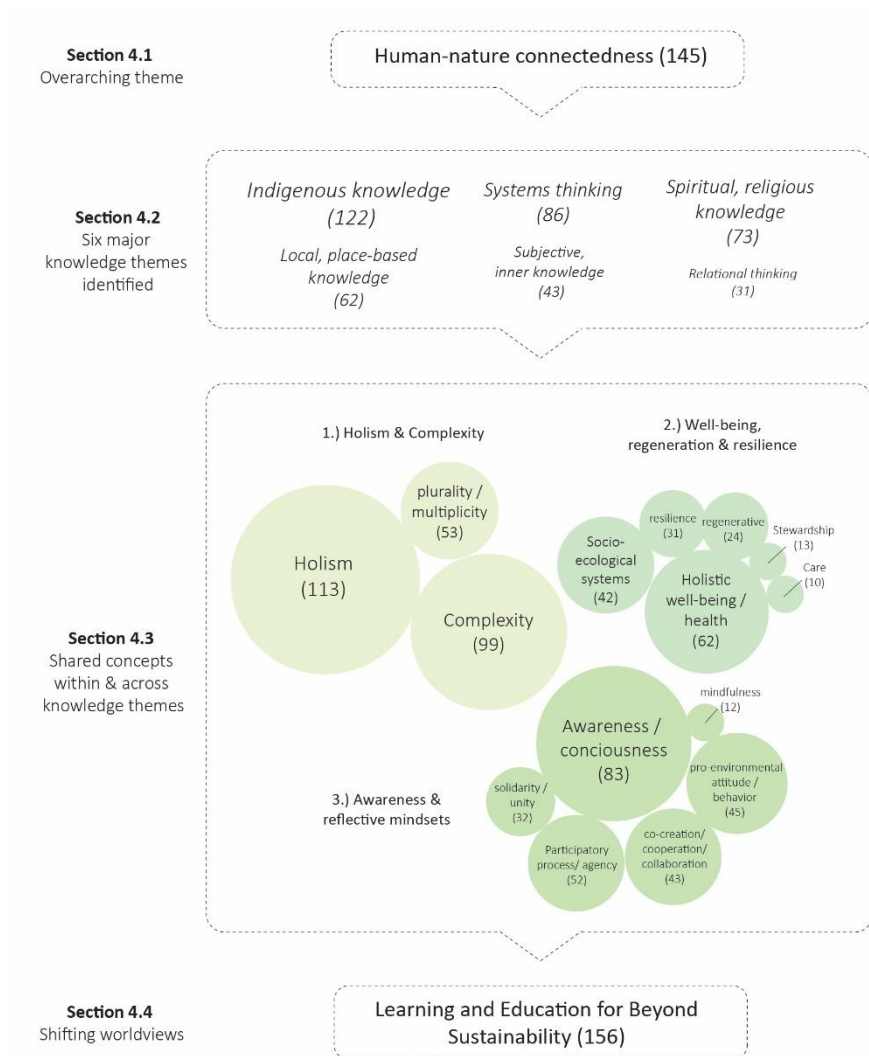 Section 4.1
Overarching theme
Human-nature connectedness (145)
Section 4.2
Six major
knowledge themes
identified
Indigenous knowledge
(122)
Systems thinking
(86)
Spiritual, religious
knowledge
(73)
Local, place-based
knowledge
(62)
Subjective,
inner knowledge
(43)
Relational thinking
(31)
Section 4.3
Shared concepts
within & across
knowledge themes
1.) Holism & Complexity
plurality /
multiplicity
(53)
Holism
(113)
Complexity
(99)
2.) Well-being,
regeneration & resilience
resilience
(31)
regenerative
(24)
Stewardship
(13)
Care
(10)
Socio-
ecological
systems
(42)
Holistic
well-being /
health
(62)
3.) Awareness &
reflective mindsets
Awareness /
conciousness
(83)
mindfulness
(12)
pro-environmental
attitude /
behavior
(45)
solidarity /
unity
(32)
Participatory
process/ agency
(52)
co-creation/
cooperation/
collaboration
(43)
Section 4.4
Shifting worldviews
Learning and Education for Beyond
Sustainability (156)